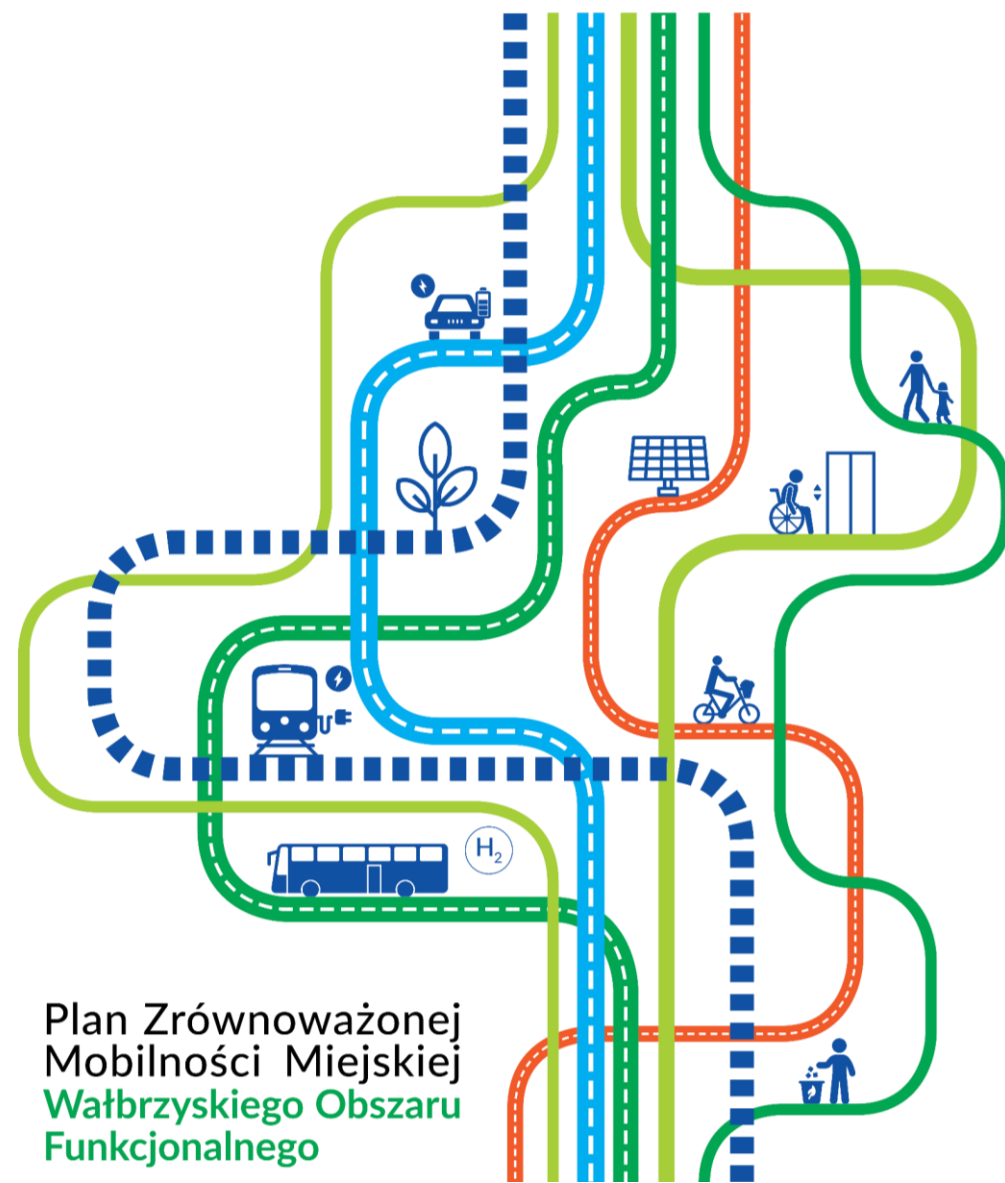 H₂
Plan Zrównoważonej
Mobilności Miejskiej
Wałbrzyskiego Obszaru
Funkcjonalnego